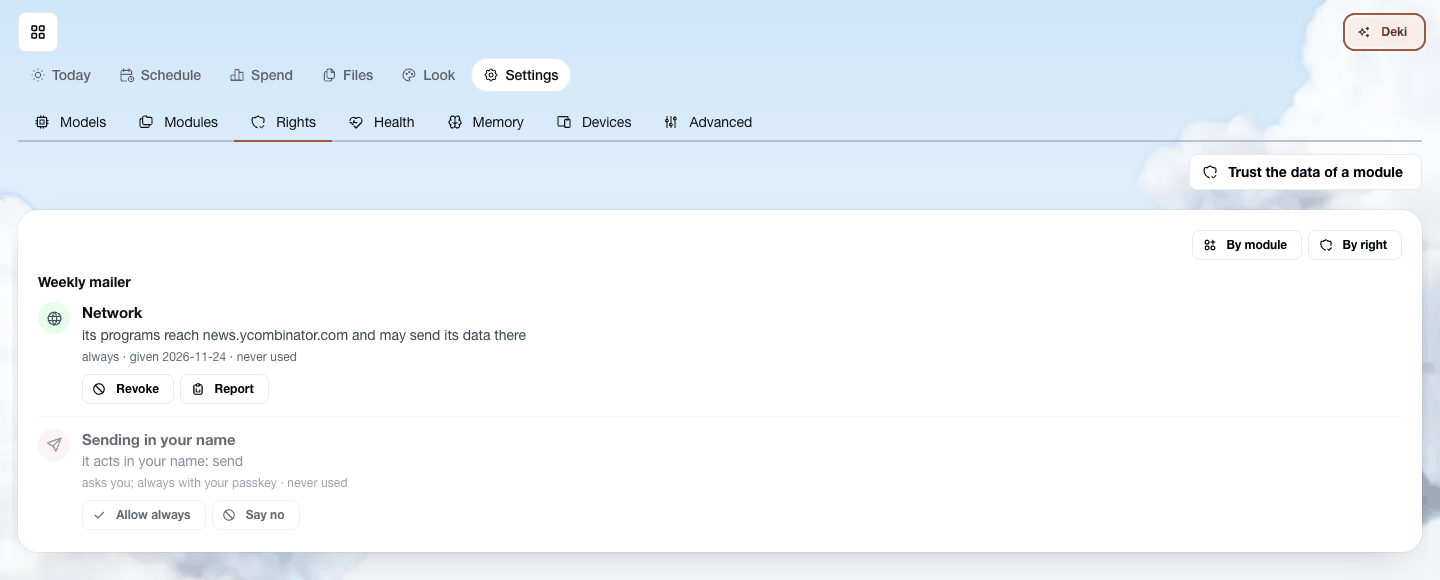 Deki
Today
Schedule
Spend
Files
Look
Settings
Models
Modules
Rights
Health
Memory
Devices
Advanced
Trust the data of a module
By module
By right
Weekly mailer
Network
its programs reach news.ycombinator.com and may send its data there
always · given 2026-11-24 · never used
Revoke
Report
Sending in your name
it acts in your name: send
asks you; always with your passkey · never used
Allow always
Say no